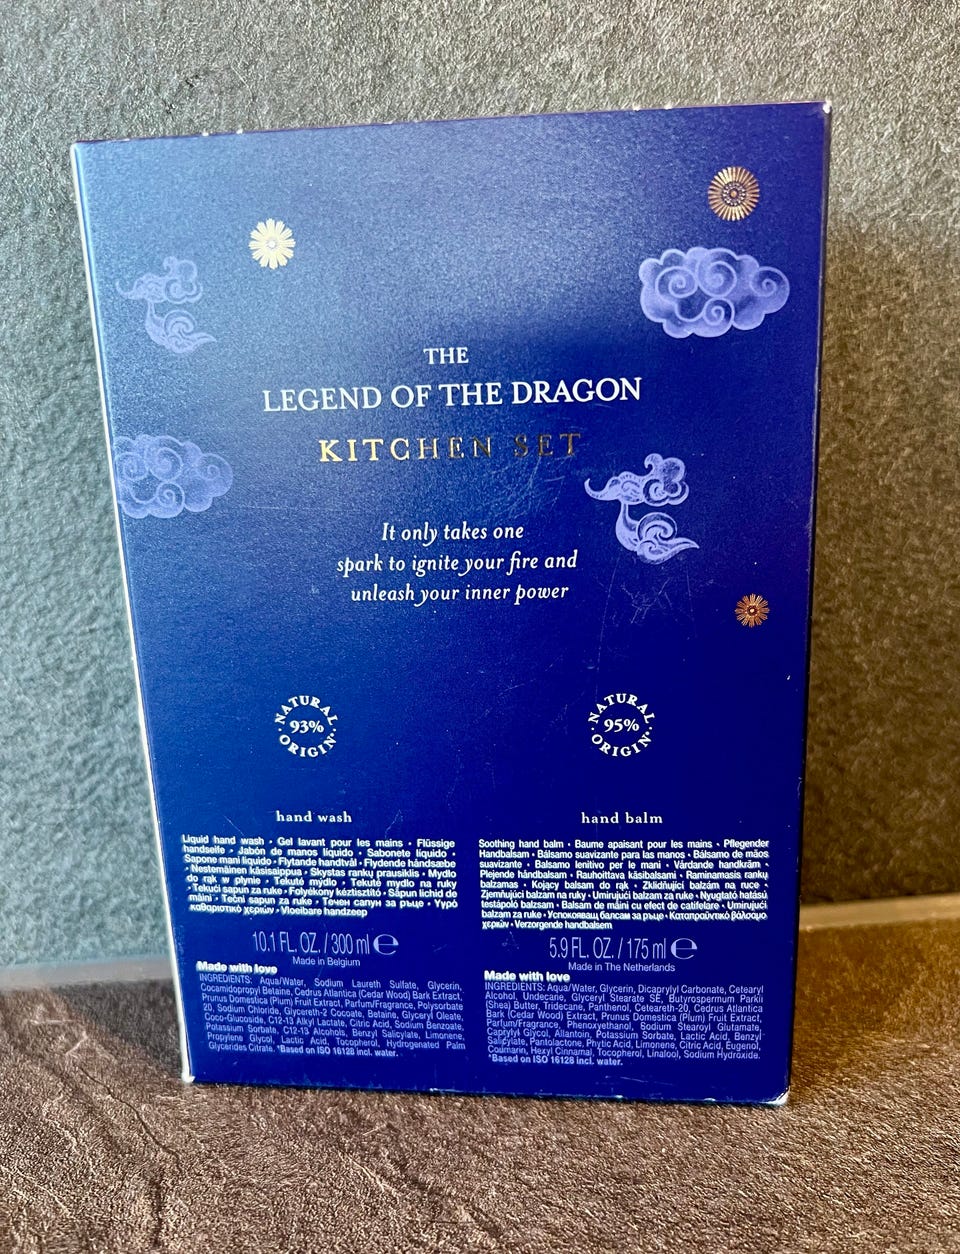 THE
LEGEND OF THE DRAGON
KITCHEN SET
It only takes one
spark to ignite your fire and
unleash your inner power
NATURAL
93%
ORIGIN*
NATURAL
95%
ORIGIN*
hand wash
Liquid hand wash • Gel lavant pour les mains • Flüssige
handseife • Jabón de manos líquido • Sabonete líquido •
Sapone mani liquido • Flytande handtvål • Flydende håndsæbe
• Nestemäinen käsisaippua • Skystas rankų prausiklis • Mydło
do rąk w płynie • Tekuté mýdlo • Tekuté mydlo na ruky
• Tekući sapun za ruke • Folyékony kéztisztító • Săpun lichid de
mâini • Tečni sapun za ruke • Течен сапун за ръце • Υγρό
καθαριστικό χεριών • Vloeibare handzeep
10.1 FL. OZ. / 300 ml ℮
Made in Belgium
Made with love
INGREDIENTS: Aqua/Water, Sodium Laureth Sulfate, Glycerin,
Cocamidopropyl Betaine, Cedrus Atlantica (Cedar Wood) Bark Extract,
Prunus Domestica (Plum) Fruit Extract, Parfum/Fragrance, Polysorbate
20, Sodium Chloride, Glycereth-2 Cocoate, Betaine, Glyceryl Oleate,
Coco-Glucoside, C12-13 Alkyl Lactate, Citric Acid, Sodium Benzoate,
Potassium Sorbate, C12-13 Alcohols, Benzyl Salicylate, Limonene,
Propylene Glycol, Lactic Acid, Tocopherol, Hydrogenated Palm
Glycerides Citrate. *Based on ISO 16128 incl. water.
hand balm
Soothing hand balm • Baume apaisant pour les mains • Pflegender
Handbalsam • Bálsamo suavizante para las manos • Bálsamo de mãos
suavizante • Balsamo lenitivo per le mani • Vårdande handkräm •
Plejende håndbalsam • Rauhoittava käsibalsami • Raminamasis rankų
balzamas • Kojący balsam do rąk • Zklidňující balzám na ruce •
Zjemňujúci balzam na ruky • Umirujući balzam za ruke • Nyugtató hatású
testápoló balzsam • Balsam de mâini cu efect de catifelare • Umirujući
balzam za ruke • Успокояващ балсам за ръце • Καταπραϋντικό βάλσαμο
χεριών • Verzorgende handbalsem
5.9 FL. OZ. / 175 ml ℮
Made in The Netherlands
Made with love
INGREDIENTS: Aqua/Water, Glycerin, Dicaprylyl Carbonate, Cetearyl
Alcohol, Undecane, Glyceryl Stearate SE, Butyrospermum Parkii
(Shea) Butter, Tridecane, Panthenol, Ceteareth-20, Cedrus Atlantica
Bark (Cedar Wood) Extract, Prunus Domestica (Plum) Fruit Extract,
Parfum/Fragrance, Phenoxyethanol, Sodium Stearoyl Glutamate,
Caprylyl Glycol, Allantoin, Potassium Sorbate, Lactic Acid, Benzyl
Salicylate, Pantolactone, Phytic Acid, Limonene, Citric Acid, Eugenol,
Coumarin, Hexyl Cinnamal, Tocopherol, Linalool, Sodium Hydroxide.
*Based on ISO 16128 incl. water.